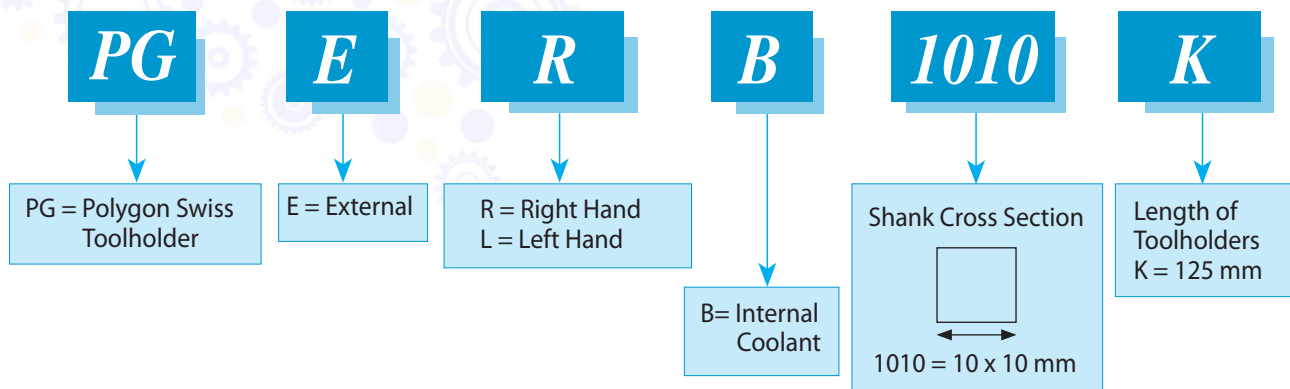 PG E R B 1010 K
PG = Polygon Swiss
Toolholder
E = External
R = Right Hand
L = Left Hand
B= Internal
Coolant
Shank Cross Section
1010 = 10 x 10 mm
Length of
Toolholders
K = 125 mm